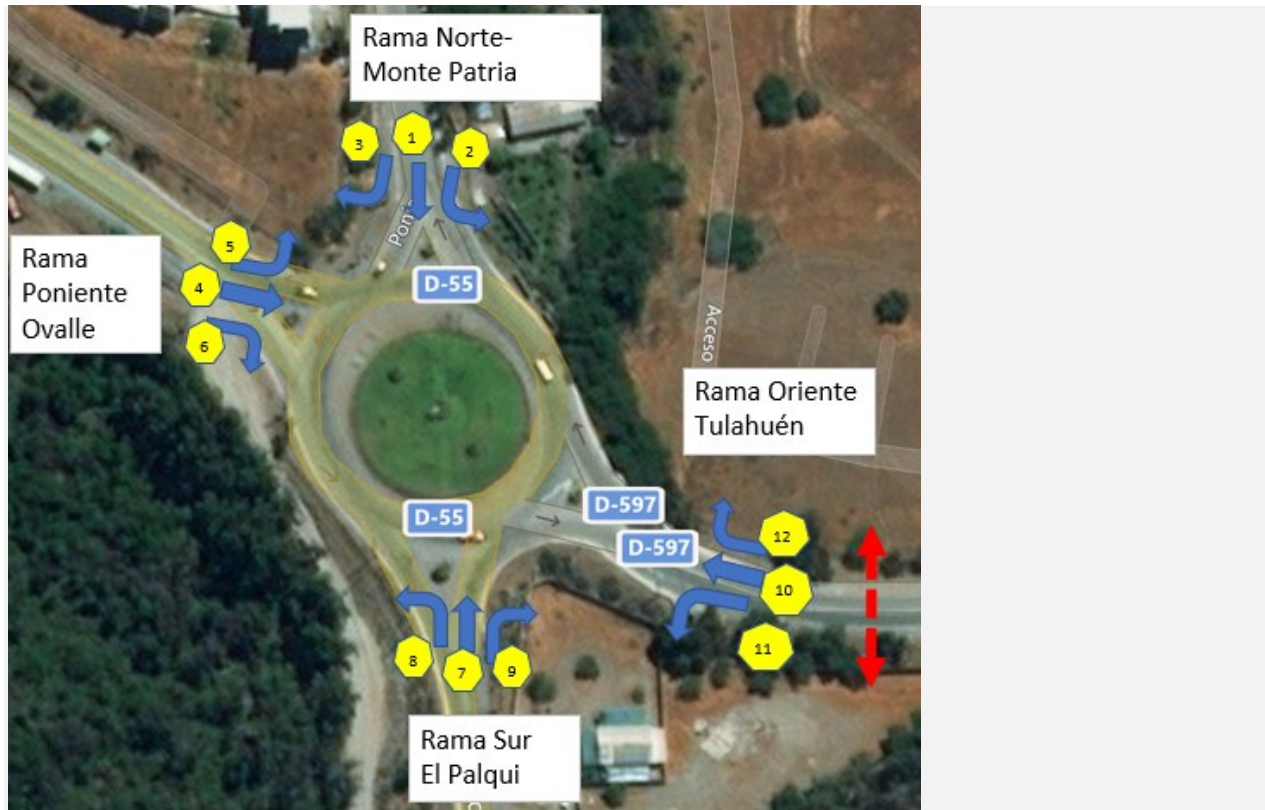 Rama Norte-
Monte Patria
3
1
2
5
Rama
Poniente
Ovalle
4
6
D-55
Acceso
Rama Oriente
Tulahuén
D-597
D-55
D-597
12
10
11
8
7
9
Rama Sur
El Palqui